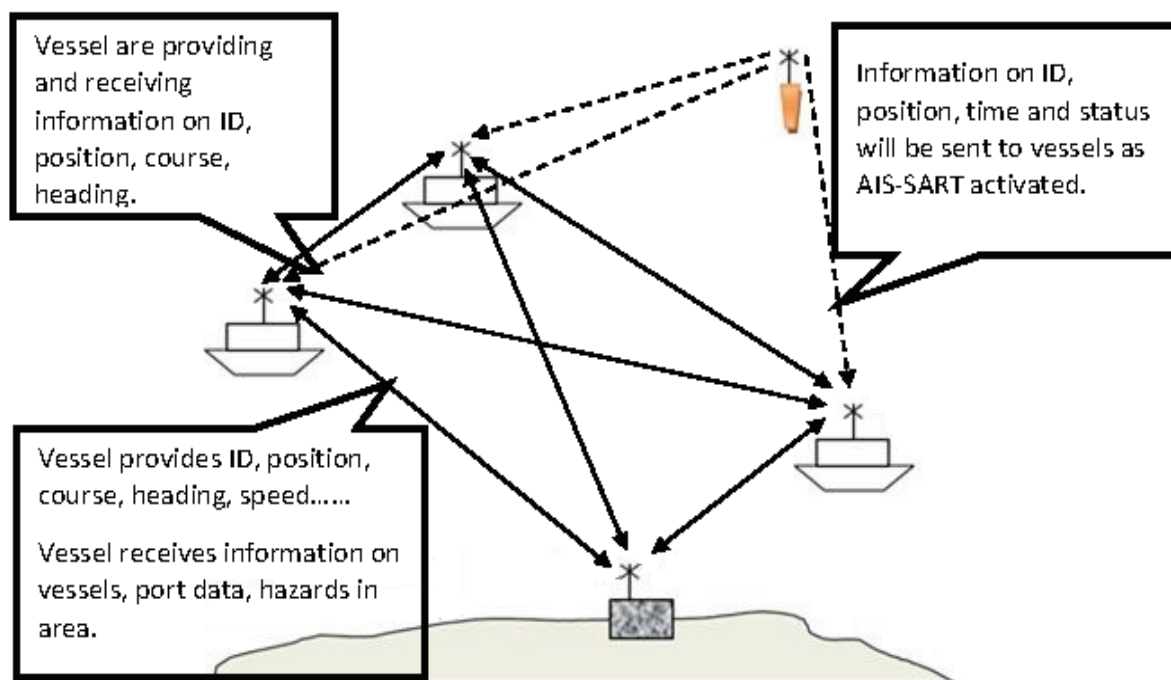 Vessel are providing
and receiving
information on ID,
position, course,
heading.
Information on ID,
position, time and status
will be sent to vessels as
AIS-SART activated.
Vessel provides ID, position,
course, heading, speed......
Vessel receives information on
vessels, port data, hazards in
area.